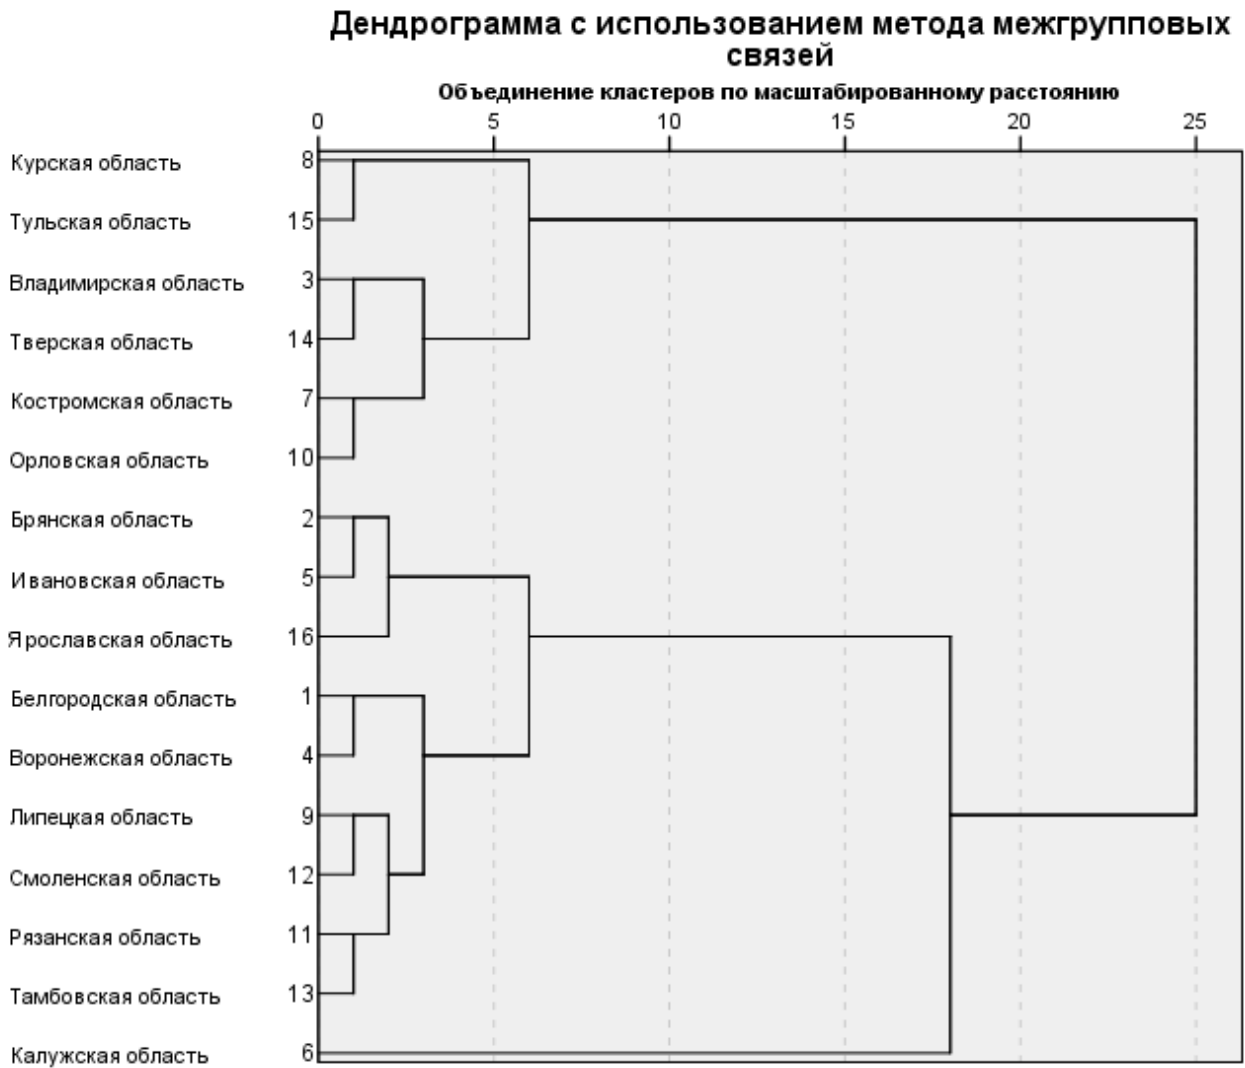 Дендрограмма с использованием метода межгрупповых
связей
Объединение кластеров по масштабированному расстоянию
0 5 10 15 20 25
Курская область 8
Тульская область 15
Владимирская область 3
Тверская область 14
Костромская область 7
Орловская область 10
Брянская область 2
Ивановская область 5
Ярославская область 16
Белгородская область 1
Воронежская область 4
Липецкая область 9
Смоленская область 12
Рязанская область 11
Тамбовская область 13
Калужская область 6